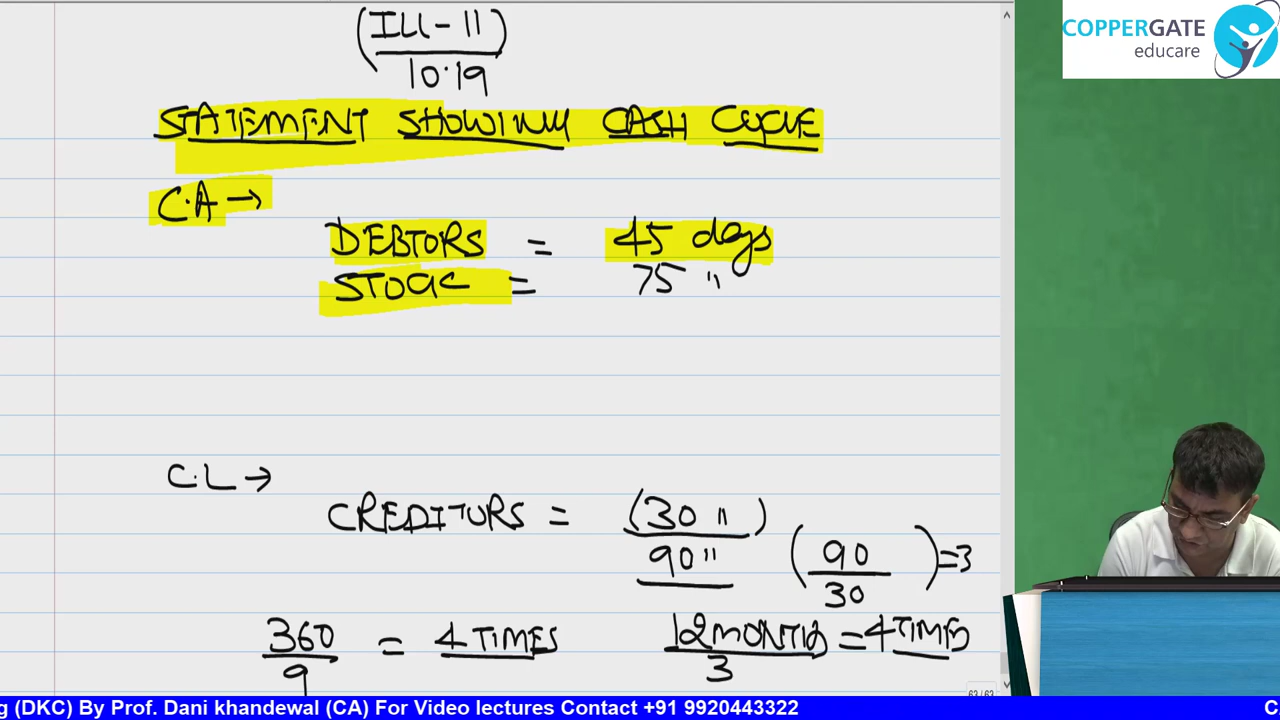 (ILL-11)
10.19
COPPERGATE
educare
STATEMENT SHOWING CASH CYCLE
C.A →
DEBTORS = 45 days
STOCK = 75 "
C.L →
CREDITORS = (30 ")
90 " (90/30) = 3
360/9 = 4 TIMES 12 MONTHS/3 = 4 TIMES
63/63
g (DKC) By Prof. Dani khandewal (CA) For Video lectures Contact +91 9920443322 C